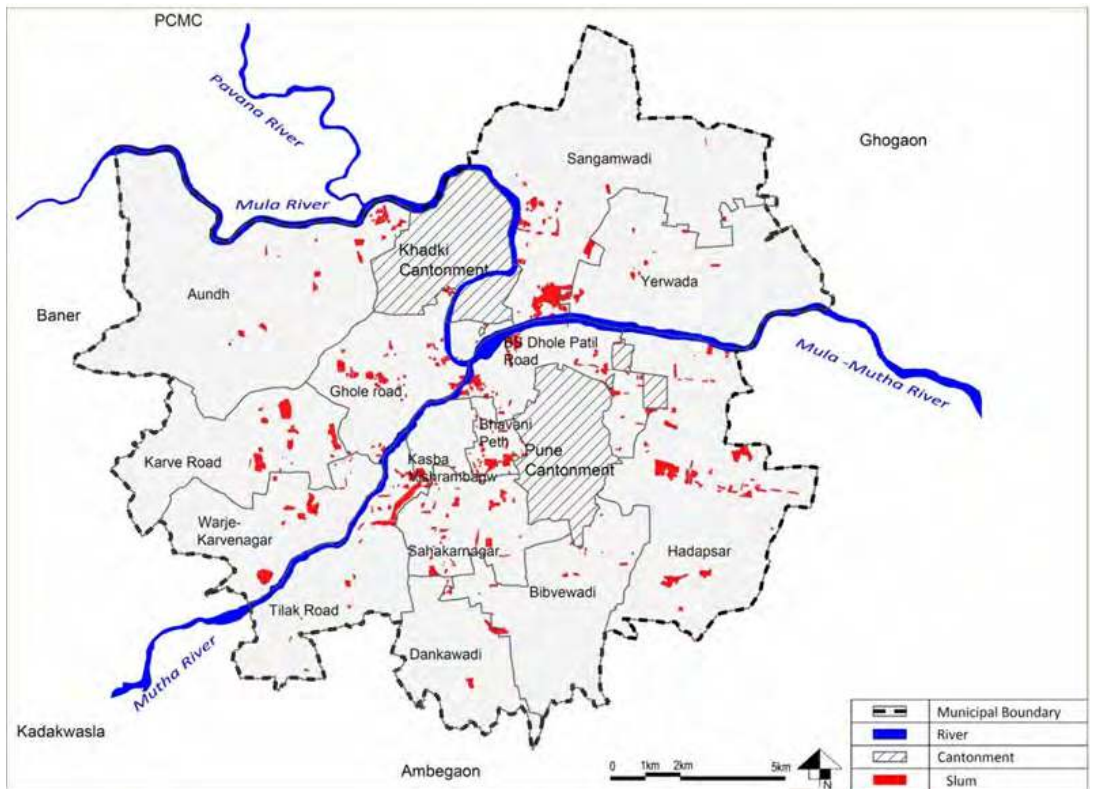 PCMC
Pavana River
Ghogaon
Sangamwadi
Mula River
Khadki
Cantonment
Yerwada
Aundh
Baner
BS Dhole Patil
Road
Mula -Mutha River
Ghole road
Bhavani
Peth
Pune
Cantonment
Karve Road
Kasba
Vishrambagw
Warje-
Karvenagar
Sahakarnagar
Hadapsar
Bibvewadi
Tilak Road
Dankawadi
Mutha River
Kadakwasla
Ambegaon
0 1km 2km 5km
N
Municipal Boundary
River
Cantonment
Slum